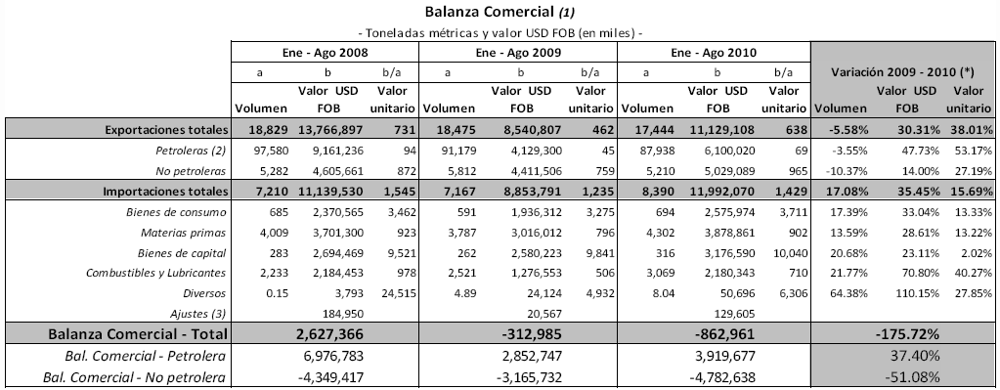 Balanza Comercial (1)
- Toneladas métricas y valor USD FOB (en miles) -
Ene - Ago 2008 Ene - Ago 2009 Ene - Ago 2010 Variación 2009 - 2010 (*)
a b b/a a b b/a a b b/a
Volumen Valor USD FOB Valor unitario Volumen Valor USD FOB Valor unitario Volumen Valor USD FOB Valor unitario Volumen Valor USD FOB Valor unitario
Exportaciones totales 18,829 13,766,897 731 18,475 8,540,807 462 17,444 11,129,108 638 -5.58% 30.31% 38.01%
Petroleras (2) 97,580 9,161,236 94 91,179 4,129,300 45 87,938 6,100,020 69 -3.55% 47.73% 53.17%
No petroleras 5,282 4,605,661 872 5,812 4,411,506 759 5,210 5,029,089 965 -10.37% 14.00% 27.19%
Importaciones totales 7,210 11,139,530 1,545 7,167 8,853,791 1,235 8,390 11,992,070 1,429 17.08% 35.45% 15.69%
Bienes de consumo 685 2,370,565 3,462 591 1,936,312 3,275 694 2,575,974 3,711 17.39% 33.04% 13.33%
Materias primas 4,009 3,701,300 923 3,787 3,016,012 796 4,302 3,878,861 902 13.59% 28.61% 13.22%
Bienes de capital 283 2,694,469 9,521 262 2,580,223 9,841 316 3,176,590 10,040 20.68% 23.11% 2.02%
Combustibles y Lubricantes 2,233 2,184,453 978 2,521 1,276,553 506 3,069 2,180,343 710 21.77% 70.80% 40.27%
Diversos 0.15 3,793 24,515 4.89 24,124 4,932 8.04 50,696 6,306 64.38% 110.15% 27.85%
Ajustes (3) 184,950 20,567 129,605
Balanza Comercial - Total 2,627,366 -312,985 -862,961 -175.72%
Bal. Comercial - Petrolera 6,976,783 2,852,747 3,919,677 37.40%
Bal. Comercial - No petrolera -4,349,417 -3,165,732 -4,782,638 -51.08%